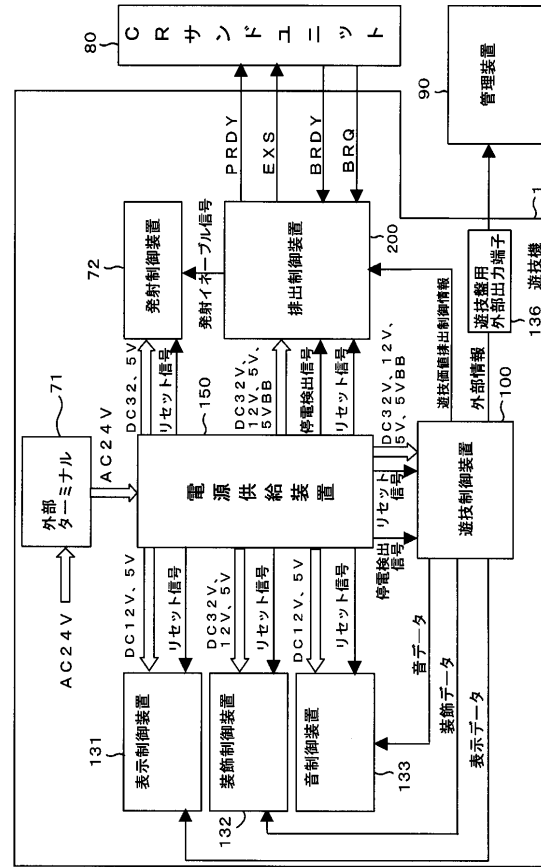 AC24V
外部
ターミナル
71
AC24V
表示制御装置
131
DC12V、5V
リセット信号
装飾制御装置
132
DC32V、
12V、5V
リセット信号
音制御装置
133
DC12V、5V
リセット信号
電源供給装置
150
DC32、5V
リセット信号
発射制御装置
72
発射イネーブル信号
DC32V、
12V、5V、
5VBB
停電検出信号
リセット信号
排出制御装置
200
PRDY
EXS
BRDY
BRQ
CRサンドユニット
80
停電検出
信号
リセット
信号
DC32V、12V、
5V、5VBB
遊技制御装置
100
遊技価値排出制御情報
外部情報
遊技盤用
外部出力端子
136
遊技機
1
管理装置
90
音データ
装飾データ
表示データ